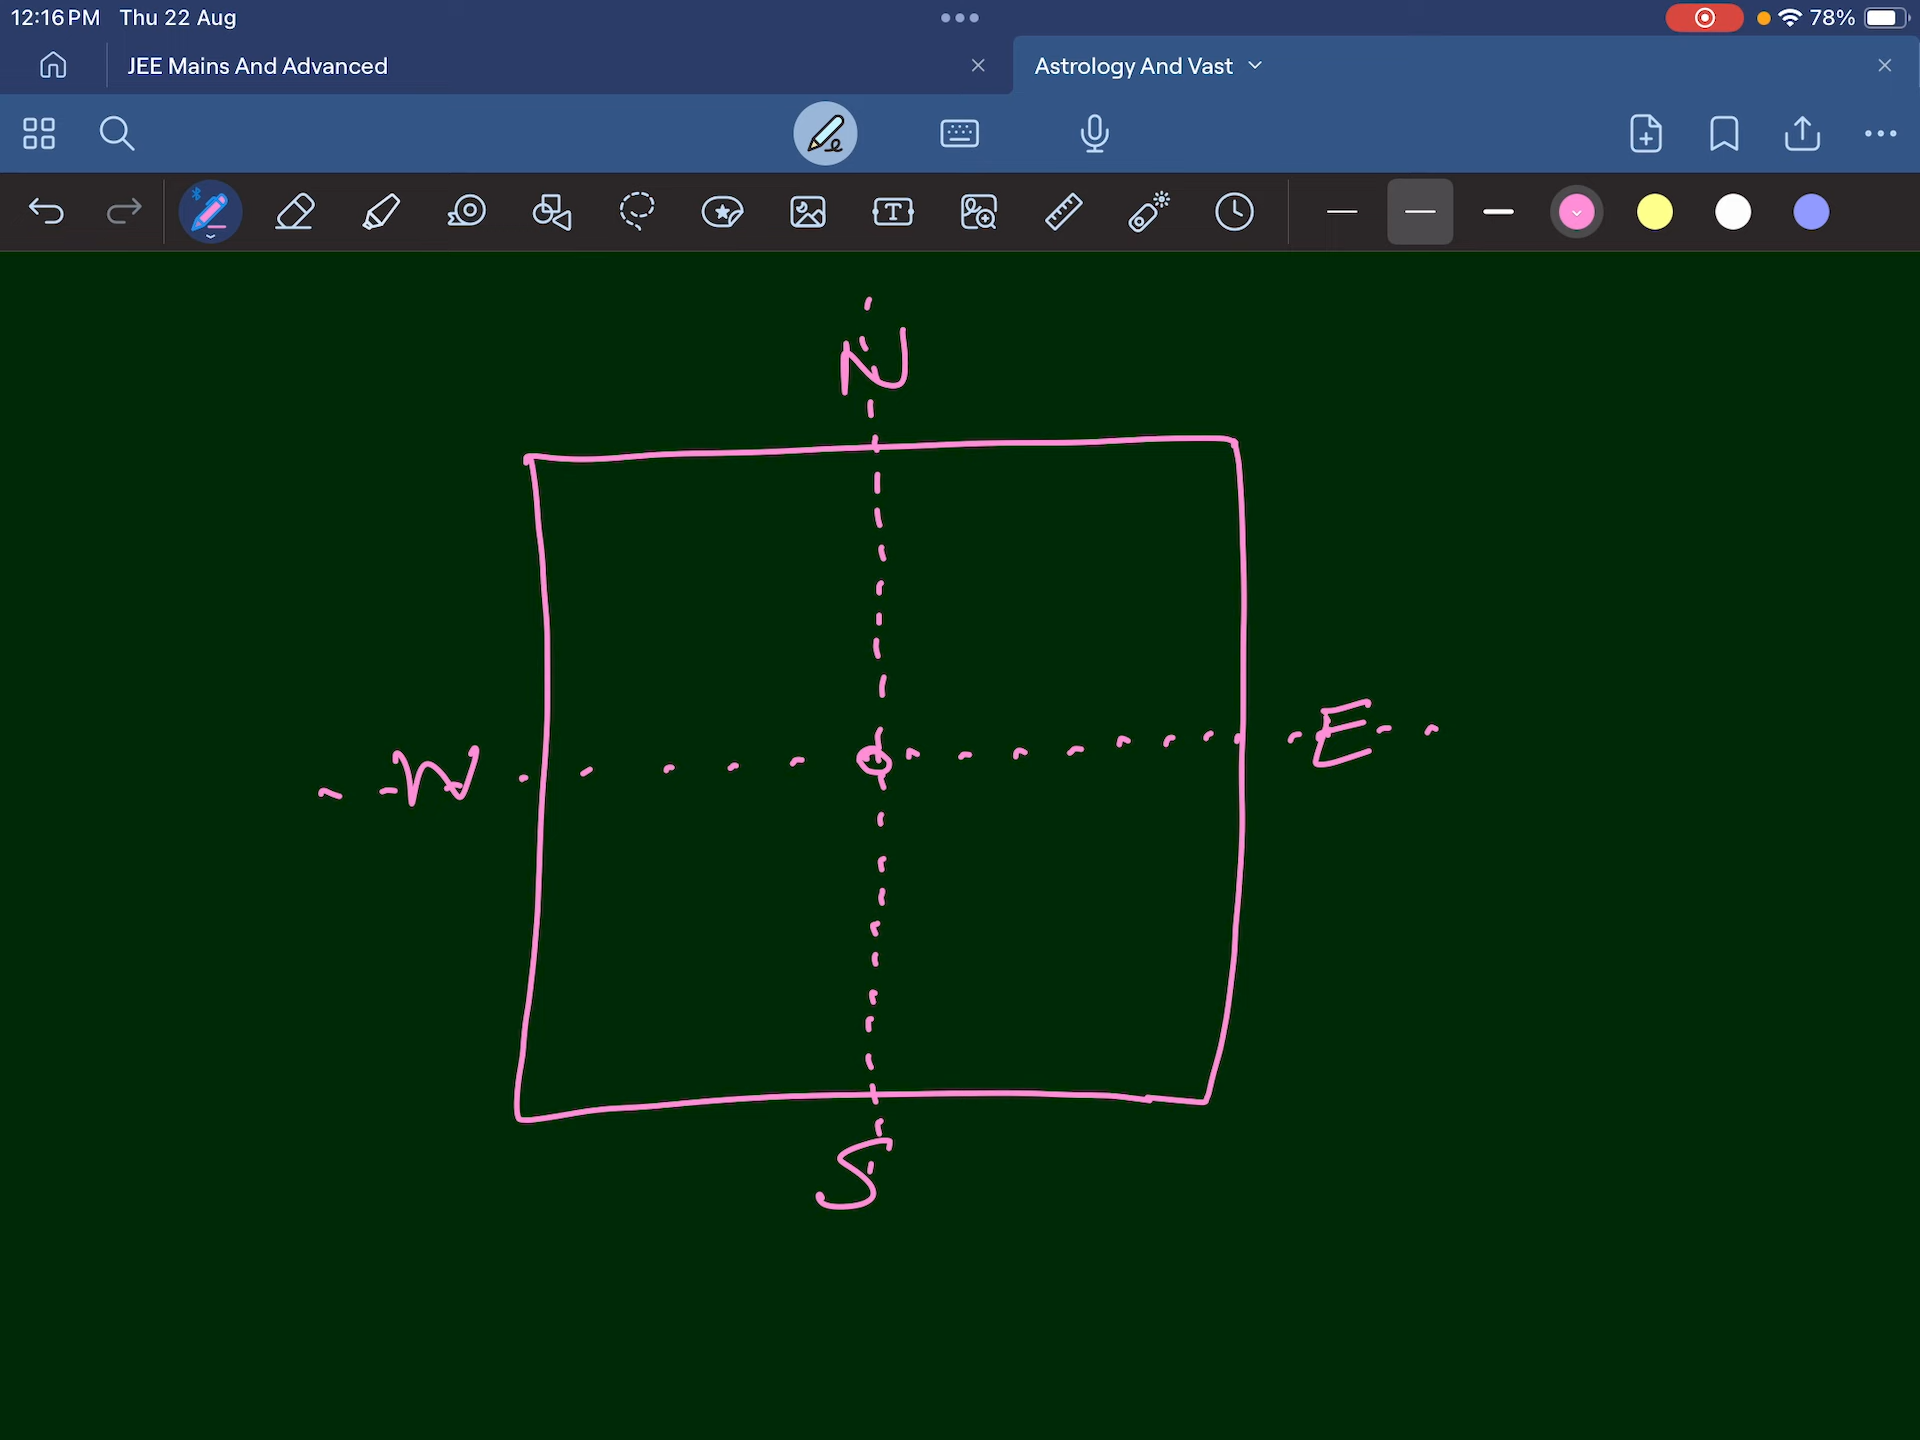 12:16 PM Thu 22 Aug 78%
JEE Mains And Advanced Astrology And Vast
T
N
W E
S